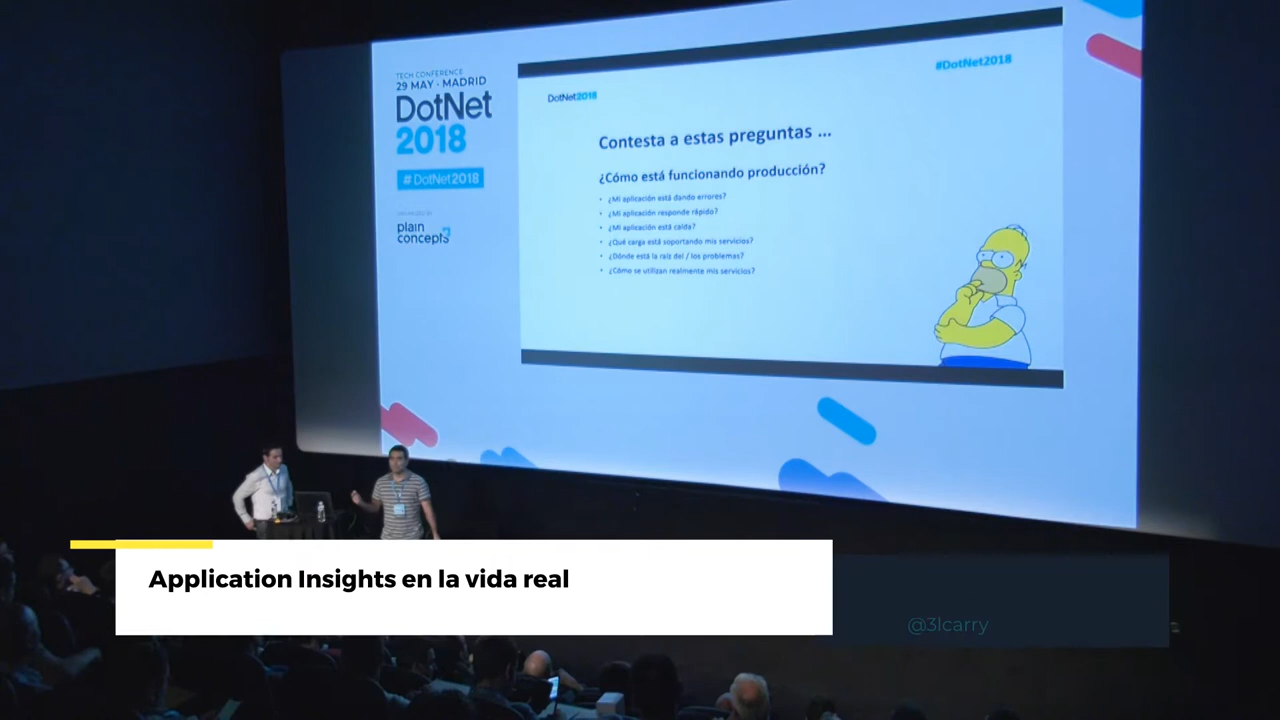 TECH CONFERENCE
29 MAY - MADRID
DotNet
2018
#DotNet2018
plain
concepts
DotNet2018
#DotNet2018
Contesta a estas preguntas ...
¿Cómo está funcionando producción?
• ¿Mi aplicación está dando errores?
• ¿Mi aplicación responde rápido?
• ¿Mi aplicación está caída?
• ¿Qué carga está soportando mis servicios?
• ¿Dónde está la raíz del / los problemas?
• ¿Cómo se utilizan realmente mis servicios?
Application Insights en la vida real
@3lcarry